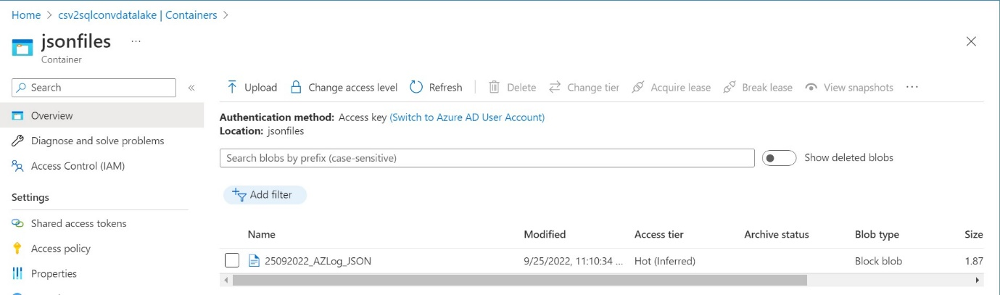 Home > csv2sqlconvdatalake | Containers >
jsonfiles ...
Container
Search «
Upload Change access level Refresh Delete Change tier Acquire lease Break lease View snapshots ...
Overview
Diagnose and solve problems
Access Control (IAM)
Settings
Shared access tokens
Access policy
Properties
Authentication method: Access key (Switch to Azure AD User Account)
Location: jsonfiles
Search blobs by prefix (case-sensitive) Show deleted blobs
Add filter
Name Modified Access tier Archive status Blob type Size
25092022_AZLog_JSON 9/25/2022, 11:10:34 ... Hot (Inferred) Block blob 1.87